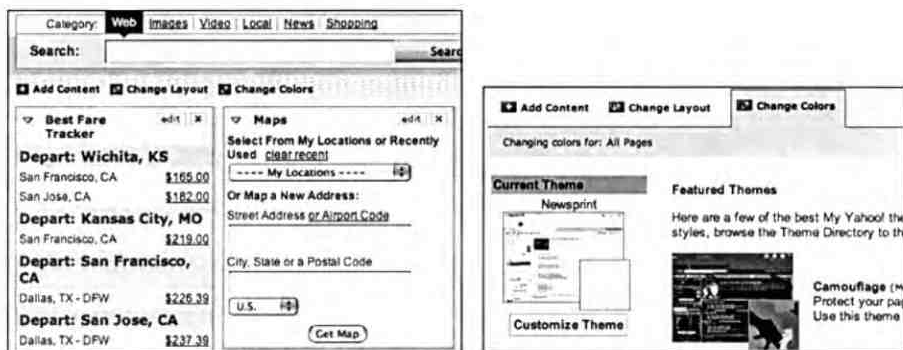 Category: Web Images | Video | Local | News | Shopping
Search: Searc
Add Content Change Layout Change Colors
Best Fare Tracker edit x
Depart: Wichita, KS
San Francisco, CA $165.00
San Jose, CA $182.00
Depart: Kansas City, MO
San Francisco, CA $219.00
Depart: San Francisco,
CA
Dallas, TX - DFW $226.39
Depart: San Jose, CA
Dallas, TX - DFW $237.39
Maps edit x
Select From My Locations or Recently
Used clear recent
---- My Locations ----
Or Map a New Address:
Street Address or Airport Code
City, State or a Postal Code
U.S.
Get Map
Add Content Change Layout Change Colors
Changing colors for: All Pages
Current Theme
Newsprint
Customize Theme
Featured Themes
Here are a few of the best My Yahoo! the
styles, browse the Theme Directory to th
Camouflage (M
Protect your pag
Use this theme